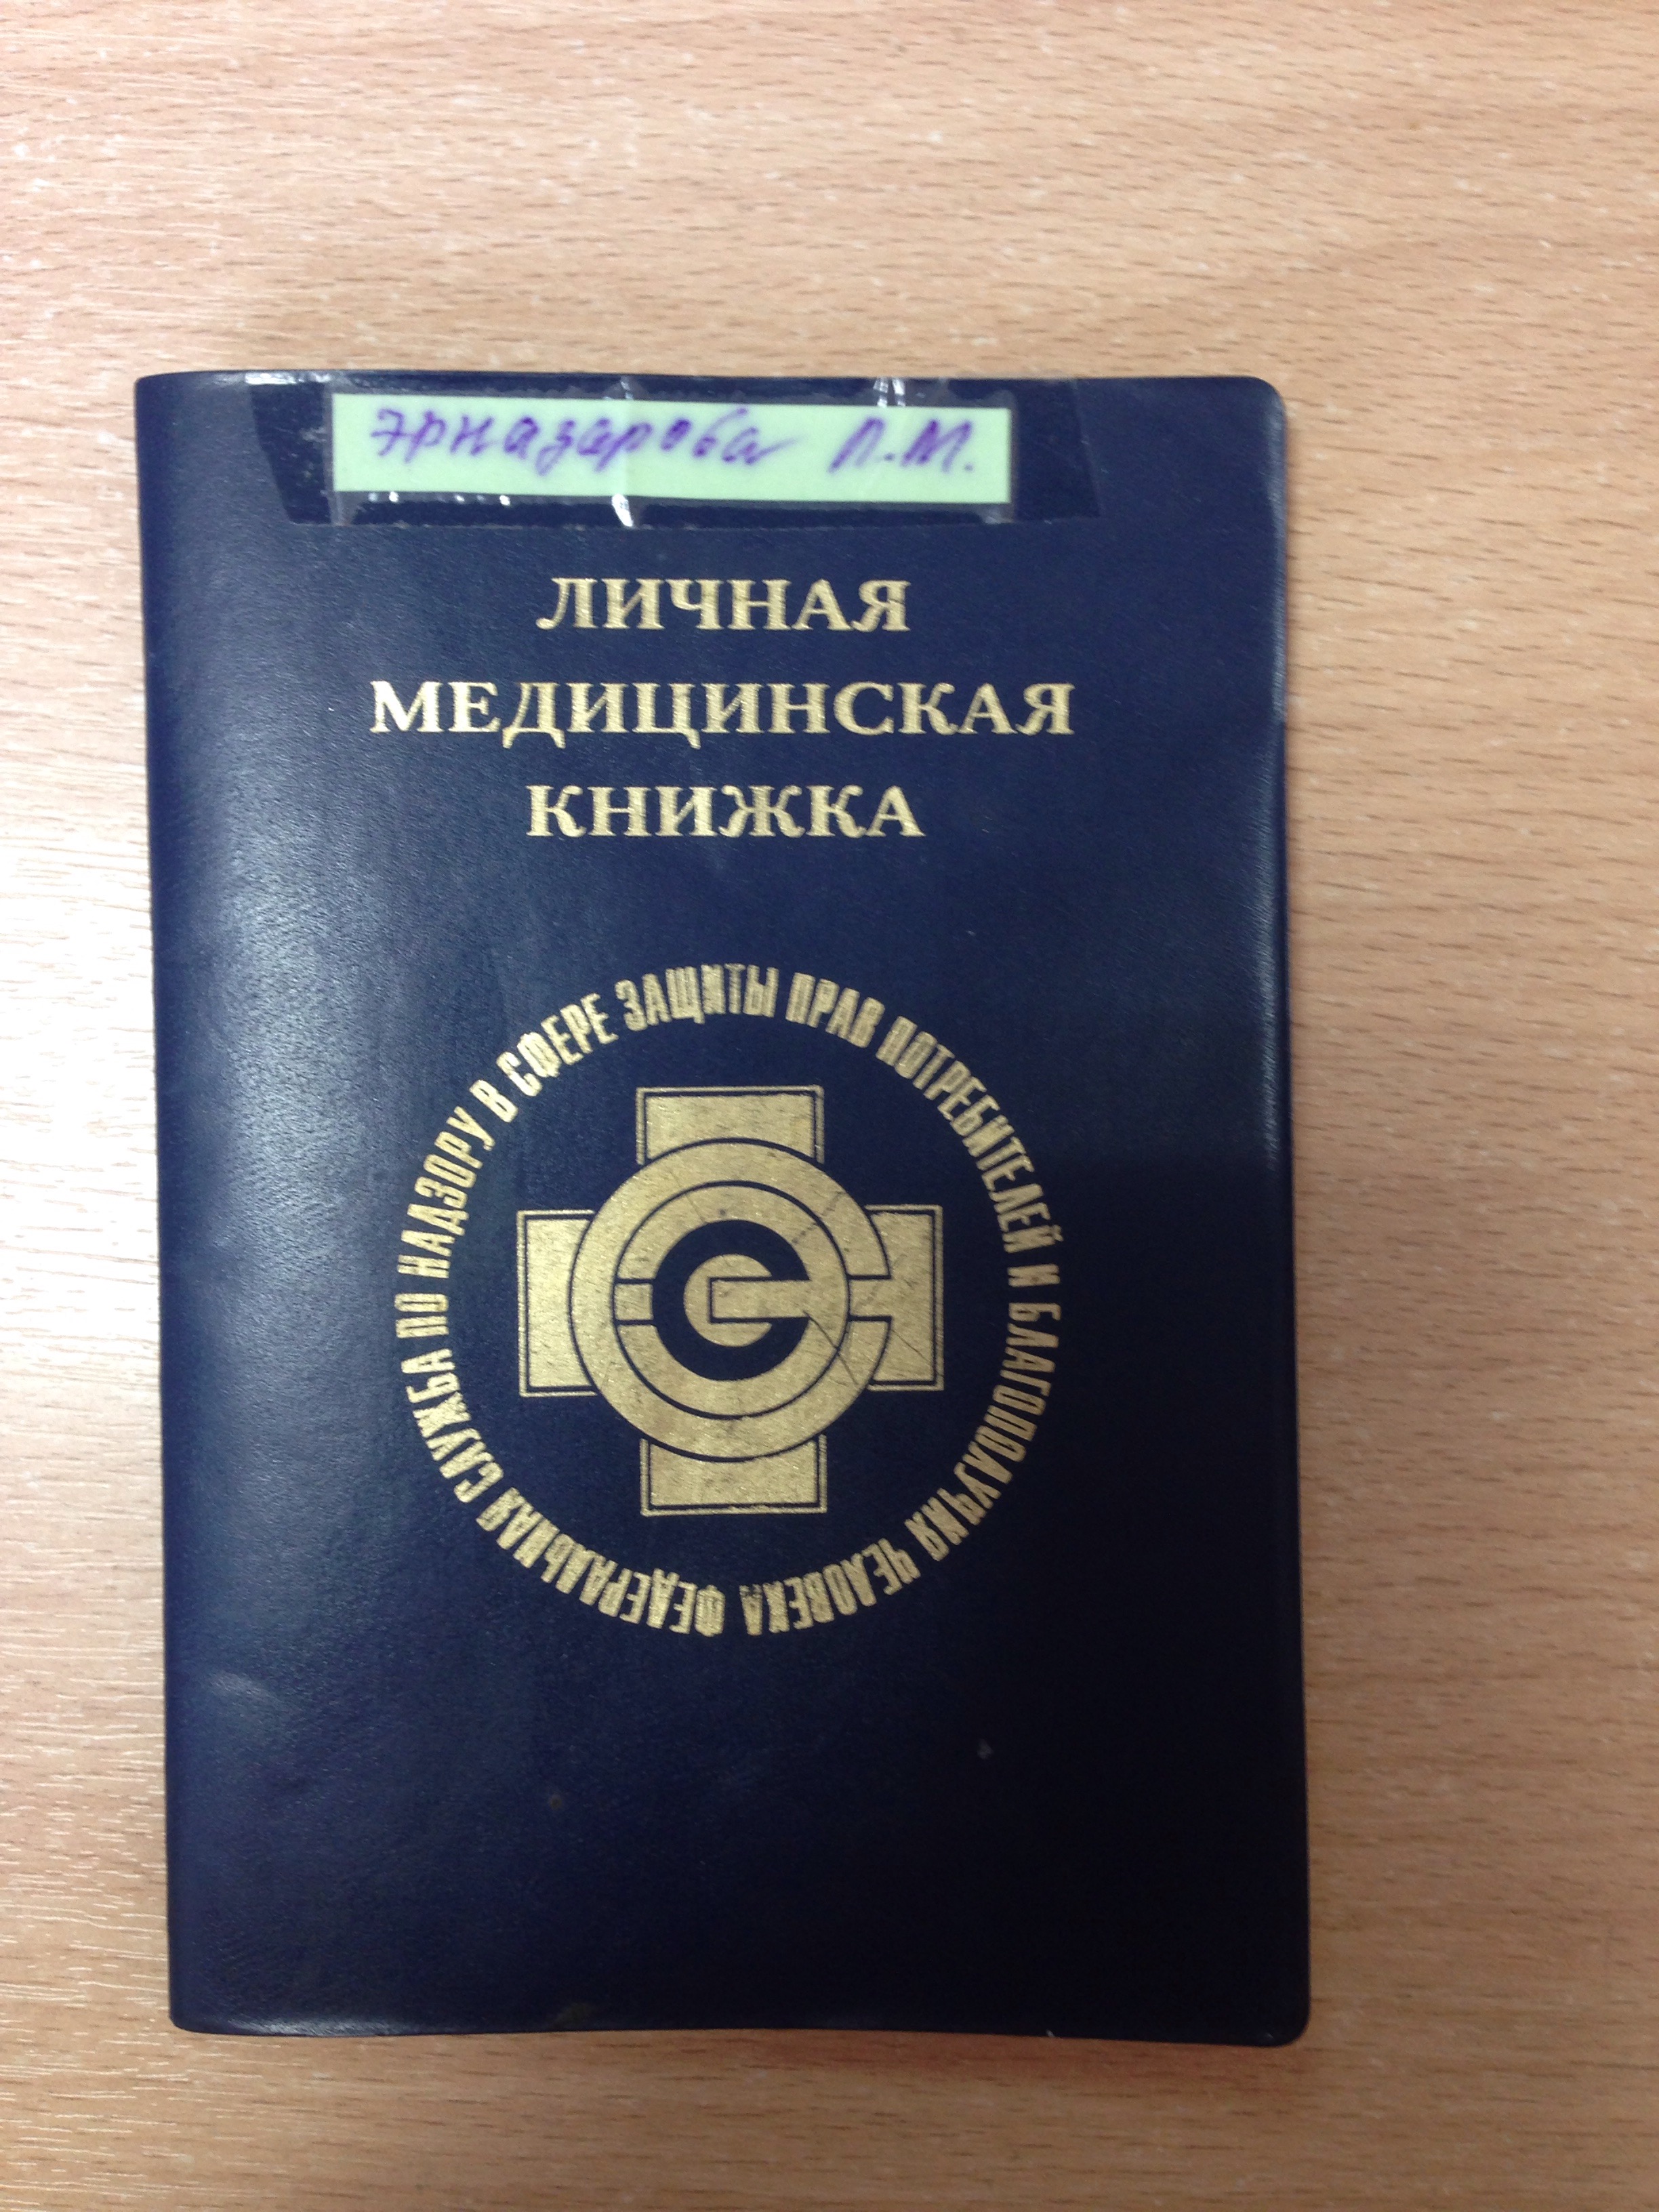 Эрназарова Л.М.
ЛИЧНАЯ
МЕДИЦИНСКАЯ
КНИЖКА
ФЕДЕРАЛЬНАЯ СЛУЖБА ПО НАДЗОРУ В СФЕРЕ ЗАЩИТЫ ПРАВ ПОТРЕБИТЕЛЕЙ И БЛАГОПОЛУЧИЯ ЧЕЛОВЕКА